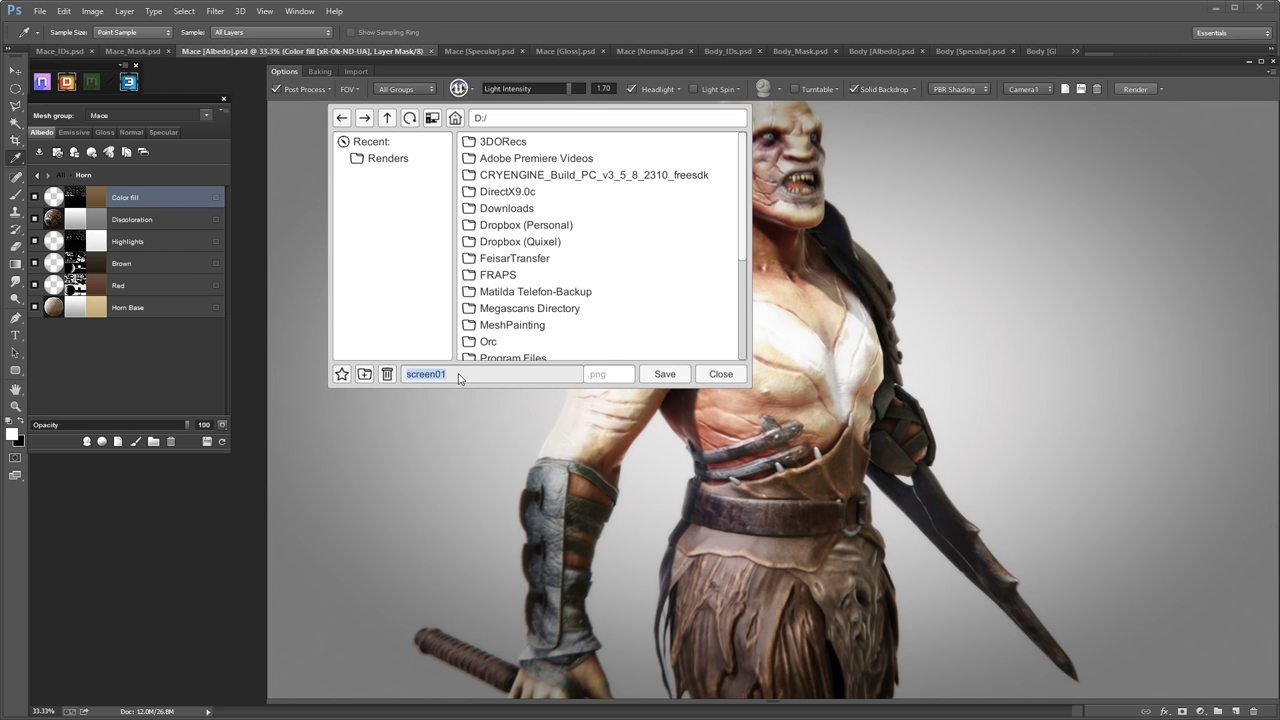 Ps File Edit Image Layer Type Select Filter 3D View Window Help
Sample Size: Point Sample Sample: All Layers Show Sampling Ring Essentials
Mace_IDs.psd × Mace_Mask.psd × Mace [Albedo].psd @ 33.3% (Color fill [xR-Ok-ND-UA], Layer Mask/8) × Mace [Specular].psd × Mace [Gloss].psd × Mace [Normal].psd × Body_IDs.psd × Body_Mask.psd × Body [Albedo].psd × Body [Specular].psd × Body [Gl
Options Baking Import
Post Process FOV All Groups Light Intensity 1.70 Headlight Light Spin Turntable Solid Backdrop PBR Shading Camera1 Render
Mesh group: Mace
Albedo Emissive Gloss Normal Specular
All Horn
Color fill
Discoloration
Highlights
Brown
Red
Horn Base
Opacity 100
D:/
Recent:
Renders
3DORecs
Adobe Premiere Videos
CRYENGINE_Build_PC_v3_5_8_2310_freesdk
DirectX9.0c
Downloads
Dropbox (Personal)
Dropbox (Quixel)
FeisarTransfer
FRAPS
Matilda Telefon-Backup
Megascans Directory
MeshPainting
Orc
Program Files
screen01 .png Save Close
33.33% Doc: 12.0M/26.8M